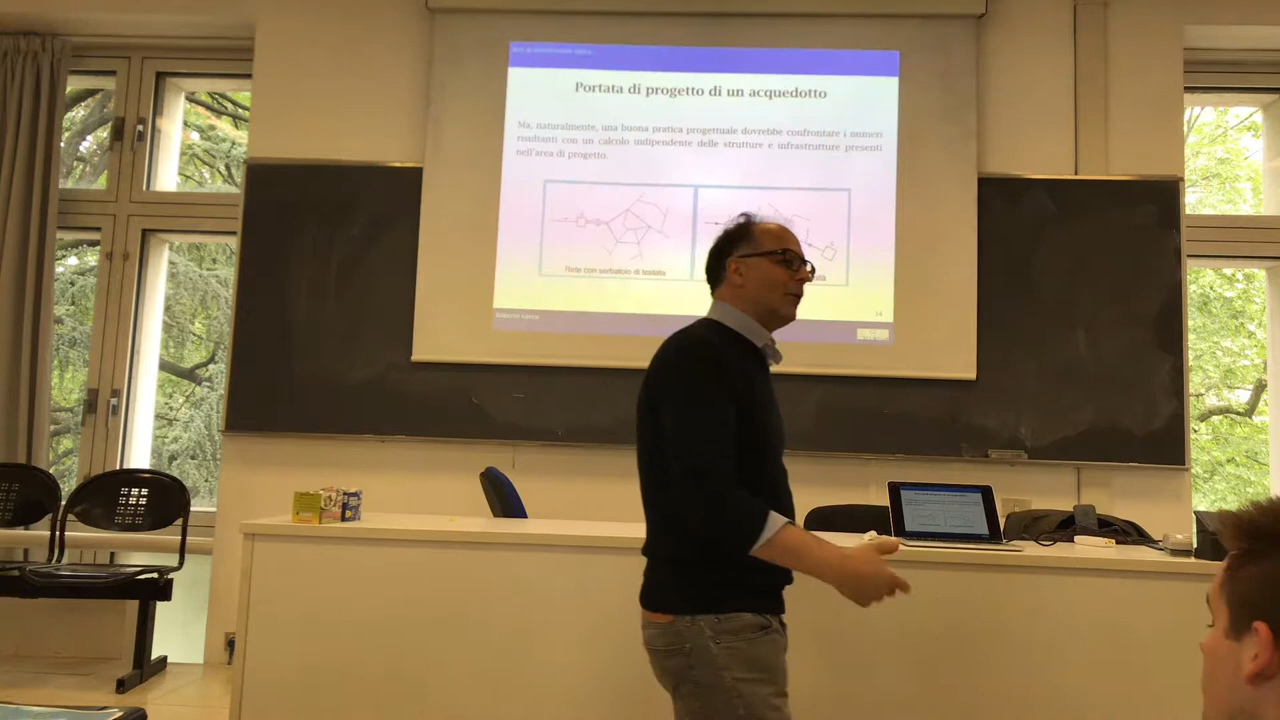 Portata di progetto di un acquedotto
Ma, naturalmente, una buona pratica progettuale dovrebbe confrontare i numeri
risultanti con un calcolo indipendente delle strutture e infrastrutture presenti
nell'area di progetto.
Rete con serbatoio di testata
14